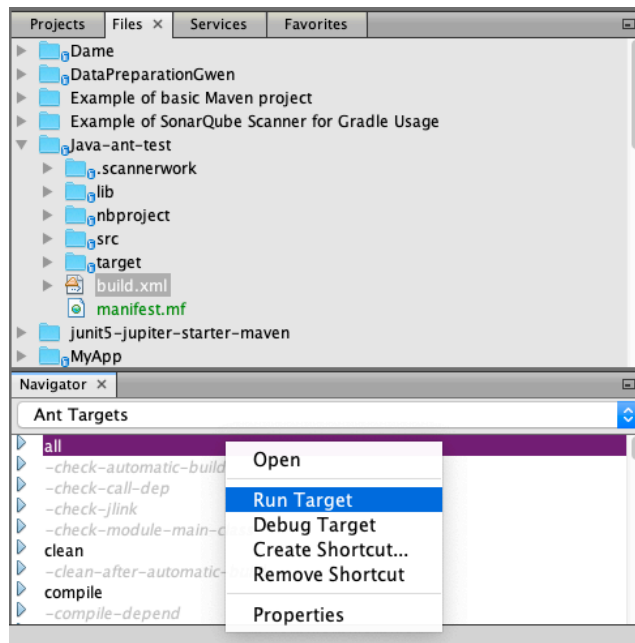 Projects Files × Services Favorites
Dame
DataPreparationGwen
Example of basic Maven project
Example of SonarQube Scanner for Gradle Usage
Java-ant-test
.scannerwork
lib
nbproject
src
target
build.xml
manifest.mf
junit5-jupiter-starter-maven
MyApp
Navigator ×
Ant Targets
all
-check-automatic-build
-check-call-dep
-check-jlink
-check-module-main-c
clean
-clean-after-automatic-
compile
-compile-depend
Open
Run Target
Debug Target
Create Shortcut...
Remove Shortcut
Properties